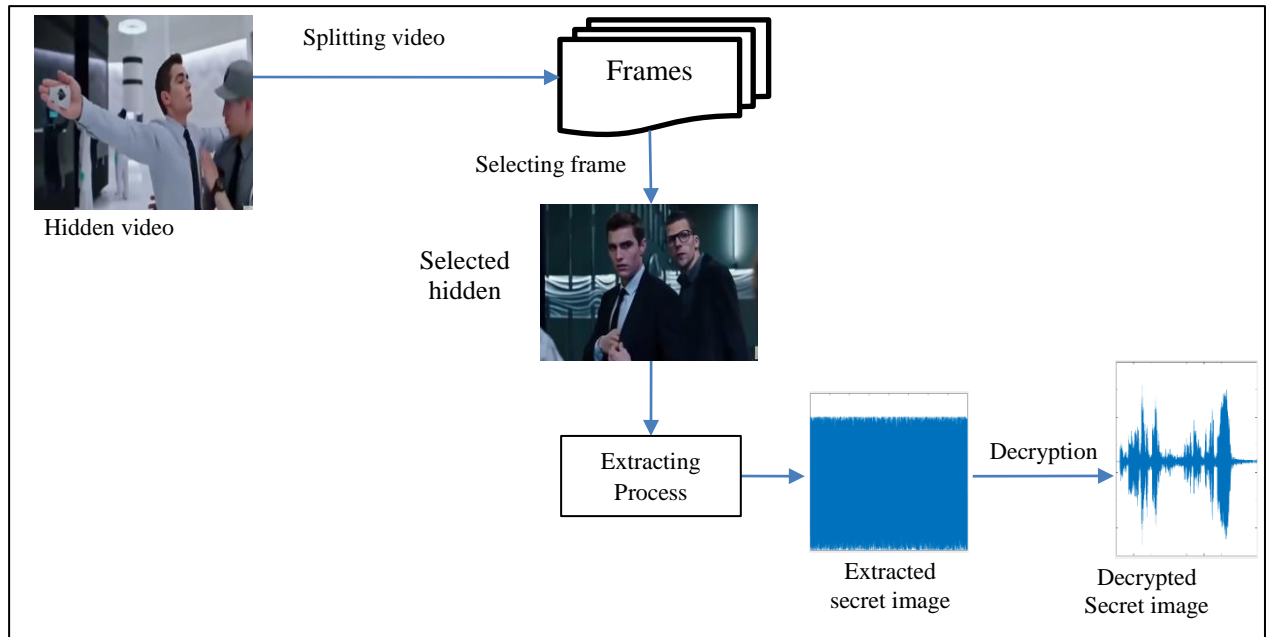 Splitting video
Frames
Hidden video
Selecting frame
Selected
hidden
Extracting
Process
Decryption
Extracted
secret image
Decrypted
Secret image